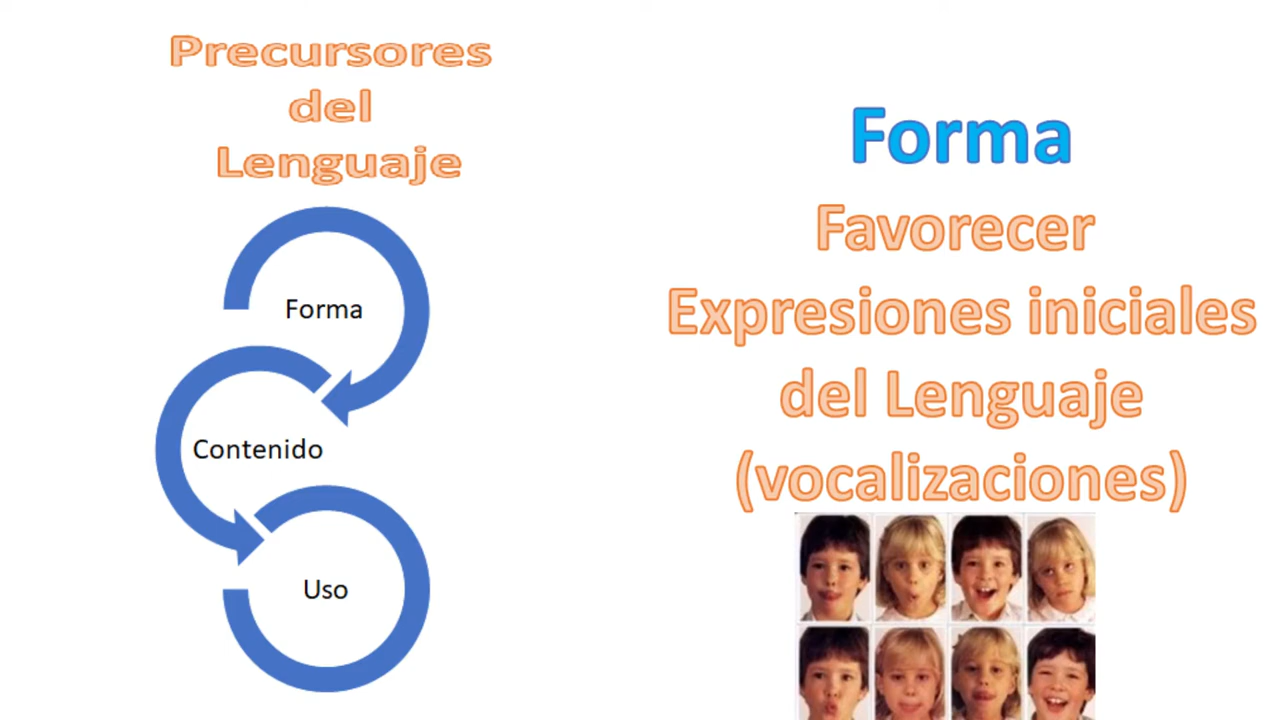 Precursores
del
Lenguaje
Forma
Contenido
Uso
Forma
Favorecer
Expresiones iniciales
del Lenguaje
(vocalizaciones)